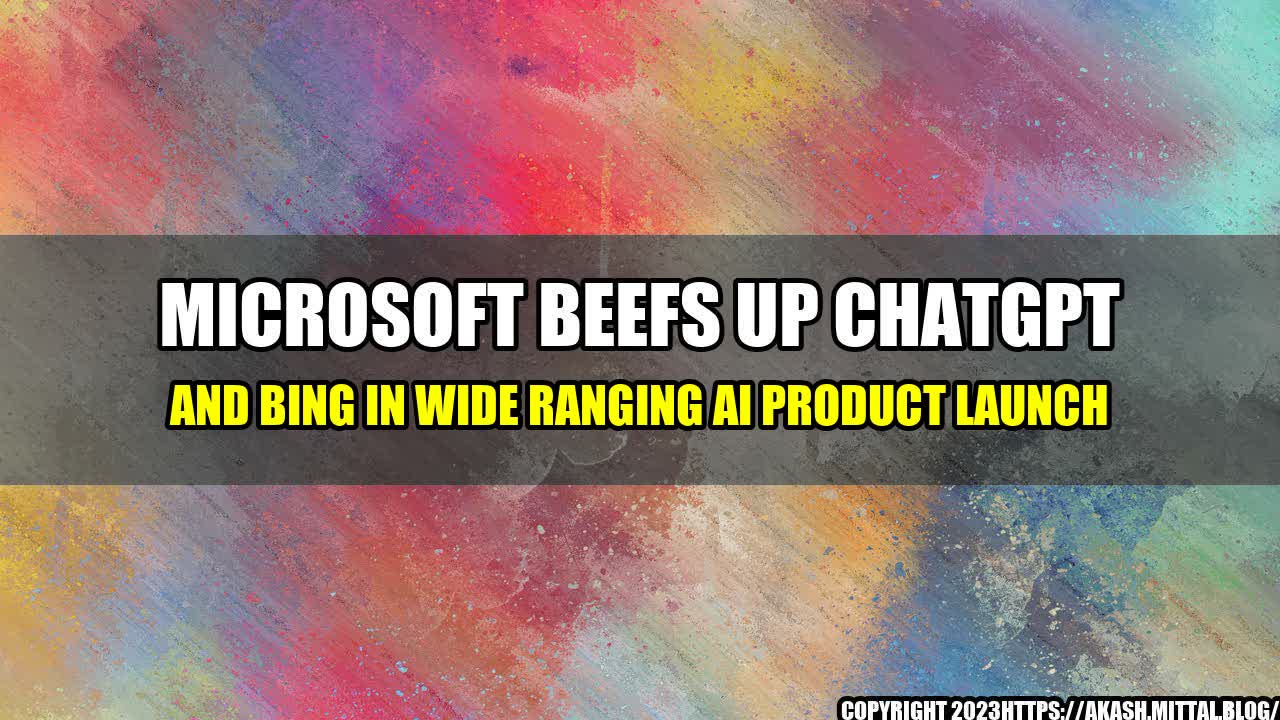 MICROSOFT BEEFS UP CHATGPT
AND BING IN WIDE RANGING AI PRODUCT LAUNCH
COPYRIGHT 2023HTTPS://AKASH.MITTAL.BLOG/